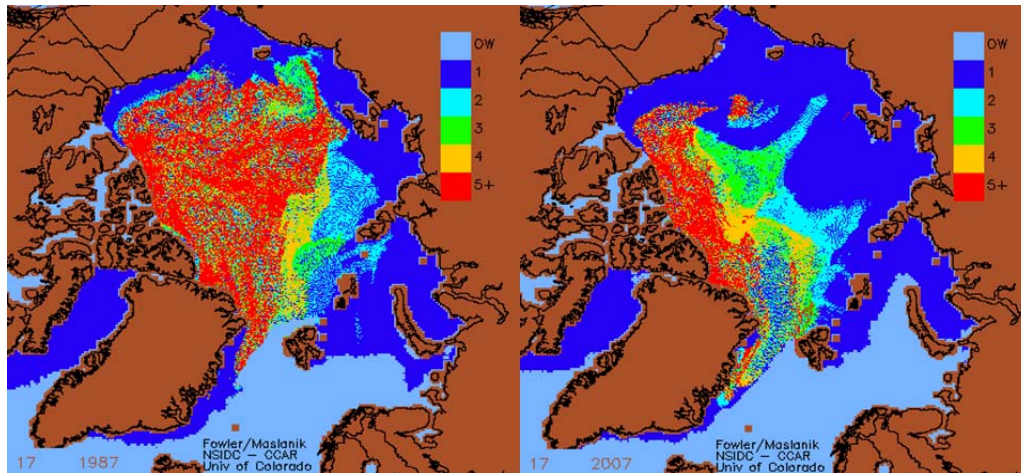 OW
1
2
3
4
5+
Fowler/Maslanik
NSIDC – CCAR
Univ of Colorado
17 1987
OW
1
2
3
4
5+
Fowler/Maslanik
NSIDC – CCAR
Univ of Colorado
17 2007